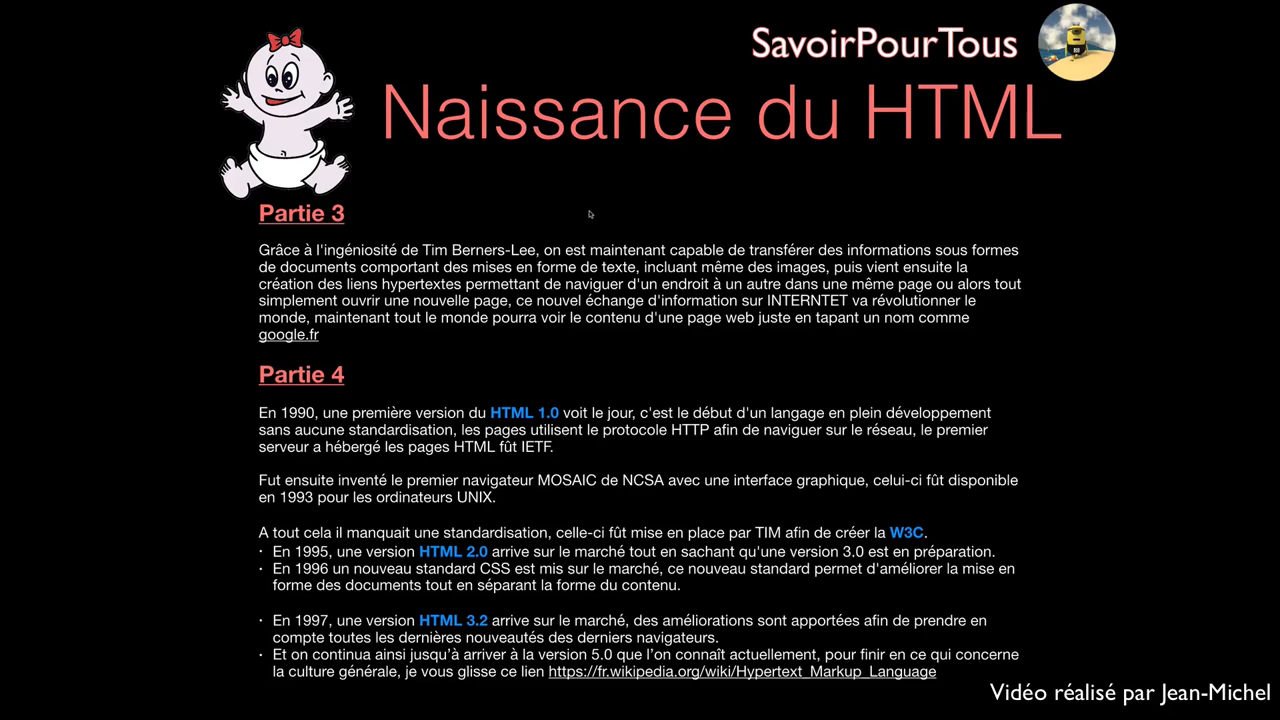 SavoirPourTous
Naissance du HTML
Partie 3
Grâce à l'ingéniosité de Tim Berners-Lee, on est maintenant capable de transférer des informations sous formes
de documents comportant des mises en forme de texte, incluant même des images, puis vient ensuite la
création des liens hypertextes permettant de naviguer d'un endroit à un autre dans une même page ou alors tout
simplement ouvrir une nouvelle page, ce nouvel échange d'information sur INTERNTET va révolutionner le
monde, maintenant tout le monde pourra voir le contenu d'une page web juste en tapant un nom comme
google.fr
Partie 4
En 1990, une première version du HTML 1.0 voit le jour, c'est le début d'un langage en plein développement
sans aucune standardisation, les pages utilisent le protocole HTTP afin de naviguer sur le réseau, le premier
serveur a hébergé les pages HTML fût IETF.
Fut ensuite inventé le premier navigateur MOSAIC de NCSA avec une interface graphique, celui-ci fût disponible
en 1993 pour les ordinateurs UNIX.
A tout cela il manquait une standardisation, celle-ci fût mise en place par TIM afin de créer la W3C.
· En 1995, une version HTML 2.0 arrive sur le marché tout en sachant qu'une version 3.0 est en préparation.
· En 1996 un nouveau standard CSS est mis sur le marché, ce nouveau standard permet d'améliorer la mise en
forme des documents tout en séparant la forme du contenu.
· En 1997, une version HTML 3.2 arrive sur le marché, des améliorations sont apportées afin de prendre en
compte toutes les dernières nouveautés des derniers navigateurs.
· Et on continua ainsi jusqu'à arriver à la version 5.0 que l'on connaît actuellement, pour finir en ce qui concerne
la culture générale, je vous glisse ce lien https://fr.wikipedia.org/wiki/Hypertext_Markup_Language
Vidéo réalisé par Jean-Michel